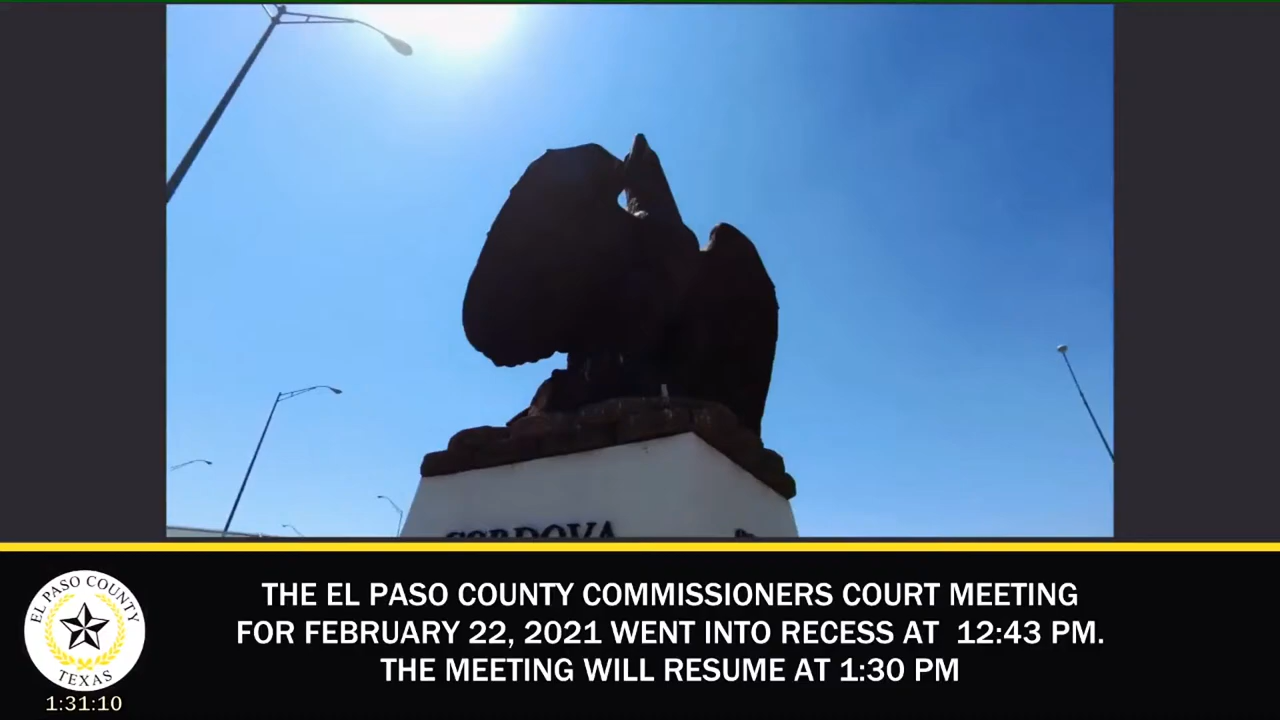 CORDOVA
EL PASO COUNTY
TEXAS
1:31:10
THE EL PASO COUNTY COMMISSIONERS COURT MEETING
FOR FEBRUARY 22, 2021 WENT INTO RECESS AT 12:43 PM.
THE MEETING WILL RESUME AT 1:30 PM